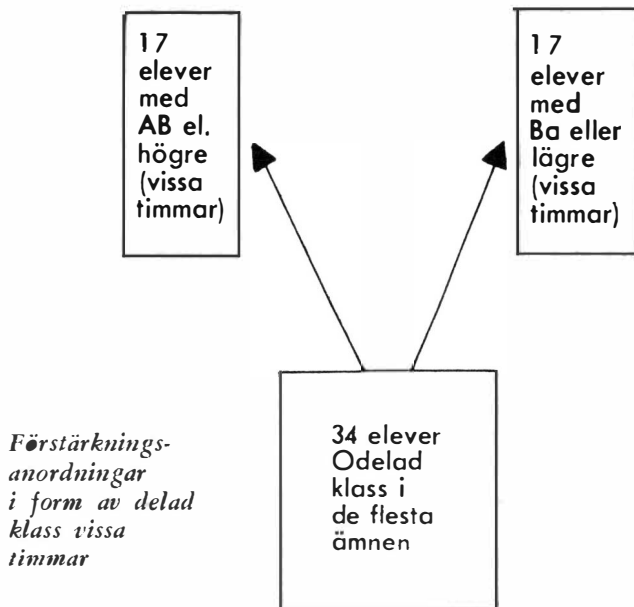 17
elever
med
AB el.
högre
(vissa
timmar)
17
elever
med
Ba eller
lägre
(vissa
timmar)
Förstärknings-
anordningar
i form av delad
klass vissa
timmar
34 elever
Odelad
klass i
de flesta
ämnen